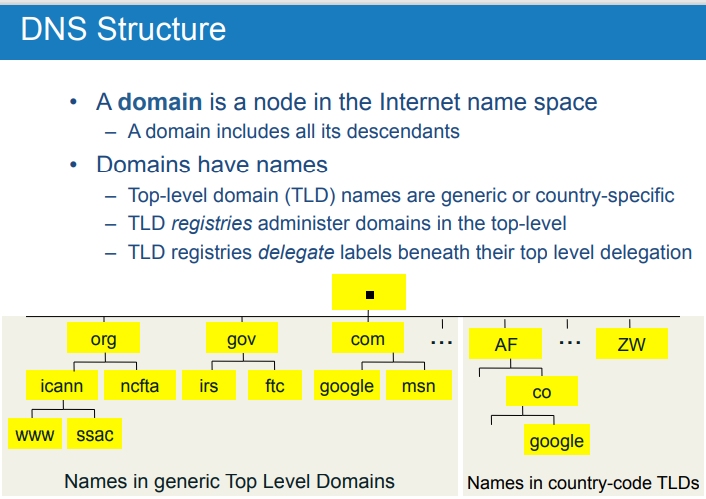 DNS Structure
• A domain is a node in the Internet name space
– A domain includes all its descendants
• Domains have names
– Top-level domain (TLD) names are generic or country-specific
– TLD registries administer domains in the top-level
– TLD registries delegate labels beneath their top level delegation
.
org gov com ... AF ... ZW
icann ncfta irs ftc google msn co
www ssac google
Names in generic Top Level Domains
Names in country-code TLDs